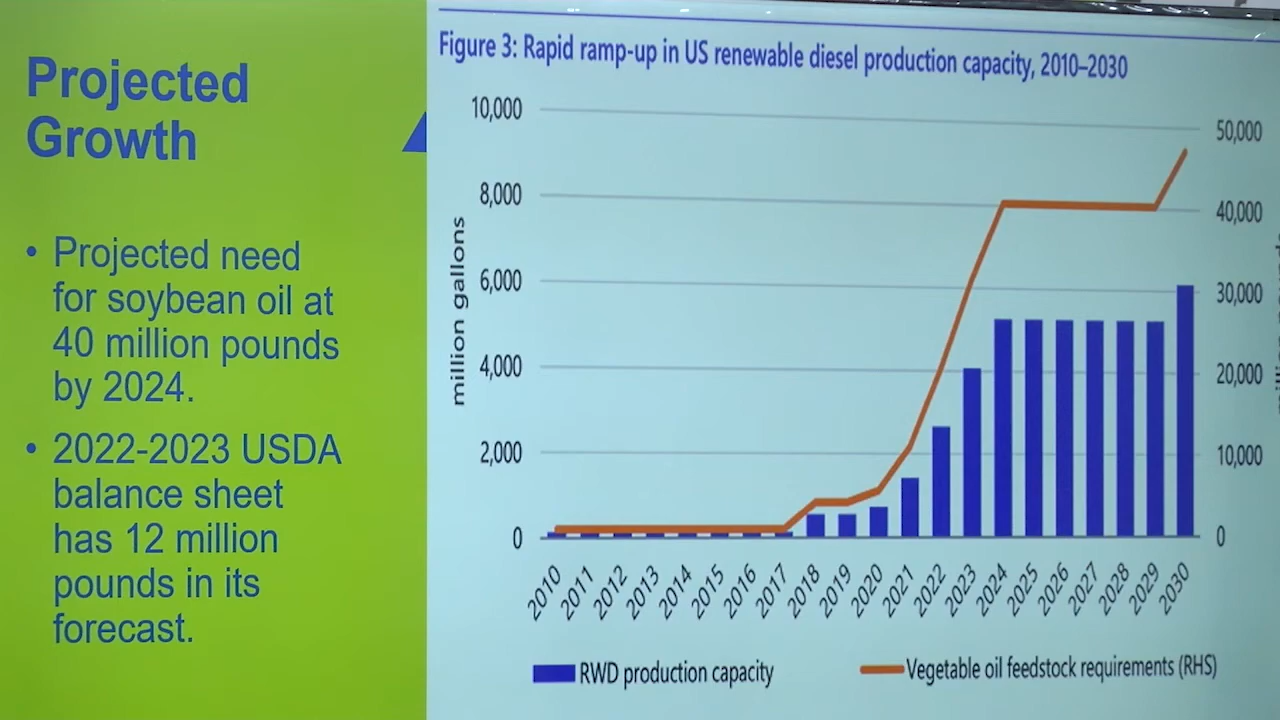 Projected
Growth
• Projected need
for soybean oil at
40 million pounds
by 2024.
• 2022-2023 USDA
balance sheet
has 12 million
pounds in its
forecast.
Figure 3: Rapid ramp-up in US renewable diesel production capacity, 2010–2030
10,000
8,000
6,000
4,000
2,000
0
million gallons
50,000
40,000
30,000
20,000
10,000
0
2010 2011 2012 2013 2014 2015 2016 2017 2018 2019 2020 2021 2022 2023 2024 2025 2026 2027 2028 2029 2030
RWD production capacity Vegetable oil feedstock requirements (RHS)